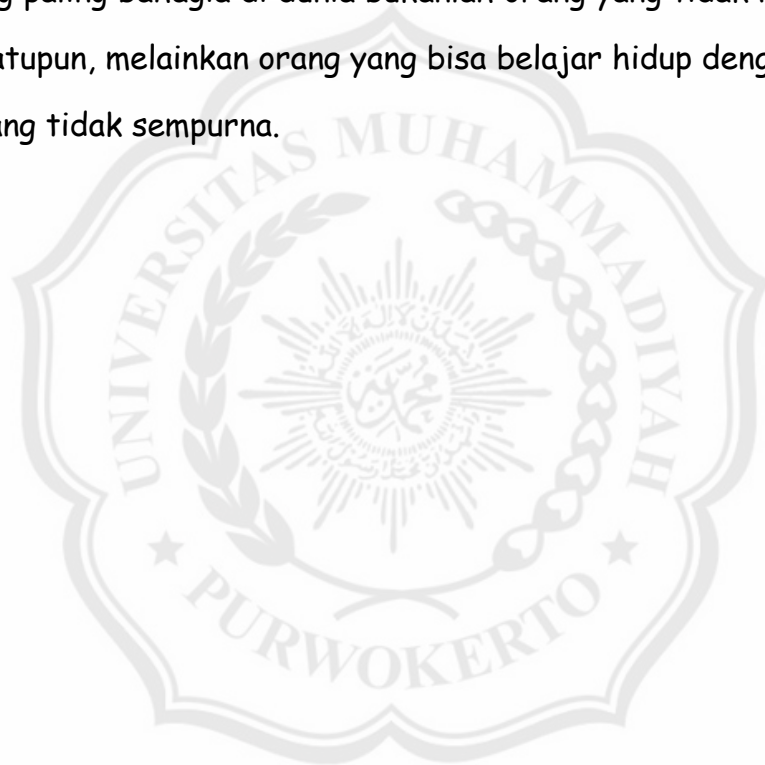 paling bahagia di dunia bukanlah orang yang tidak
atupun, melainkan orang yang bisa belajar hidup deng
ang tidak sempurna.
UNIVERSITAS MUHAMMADIYAH
PURWOKERTO